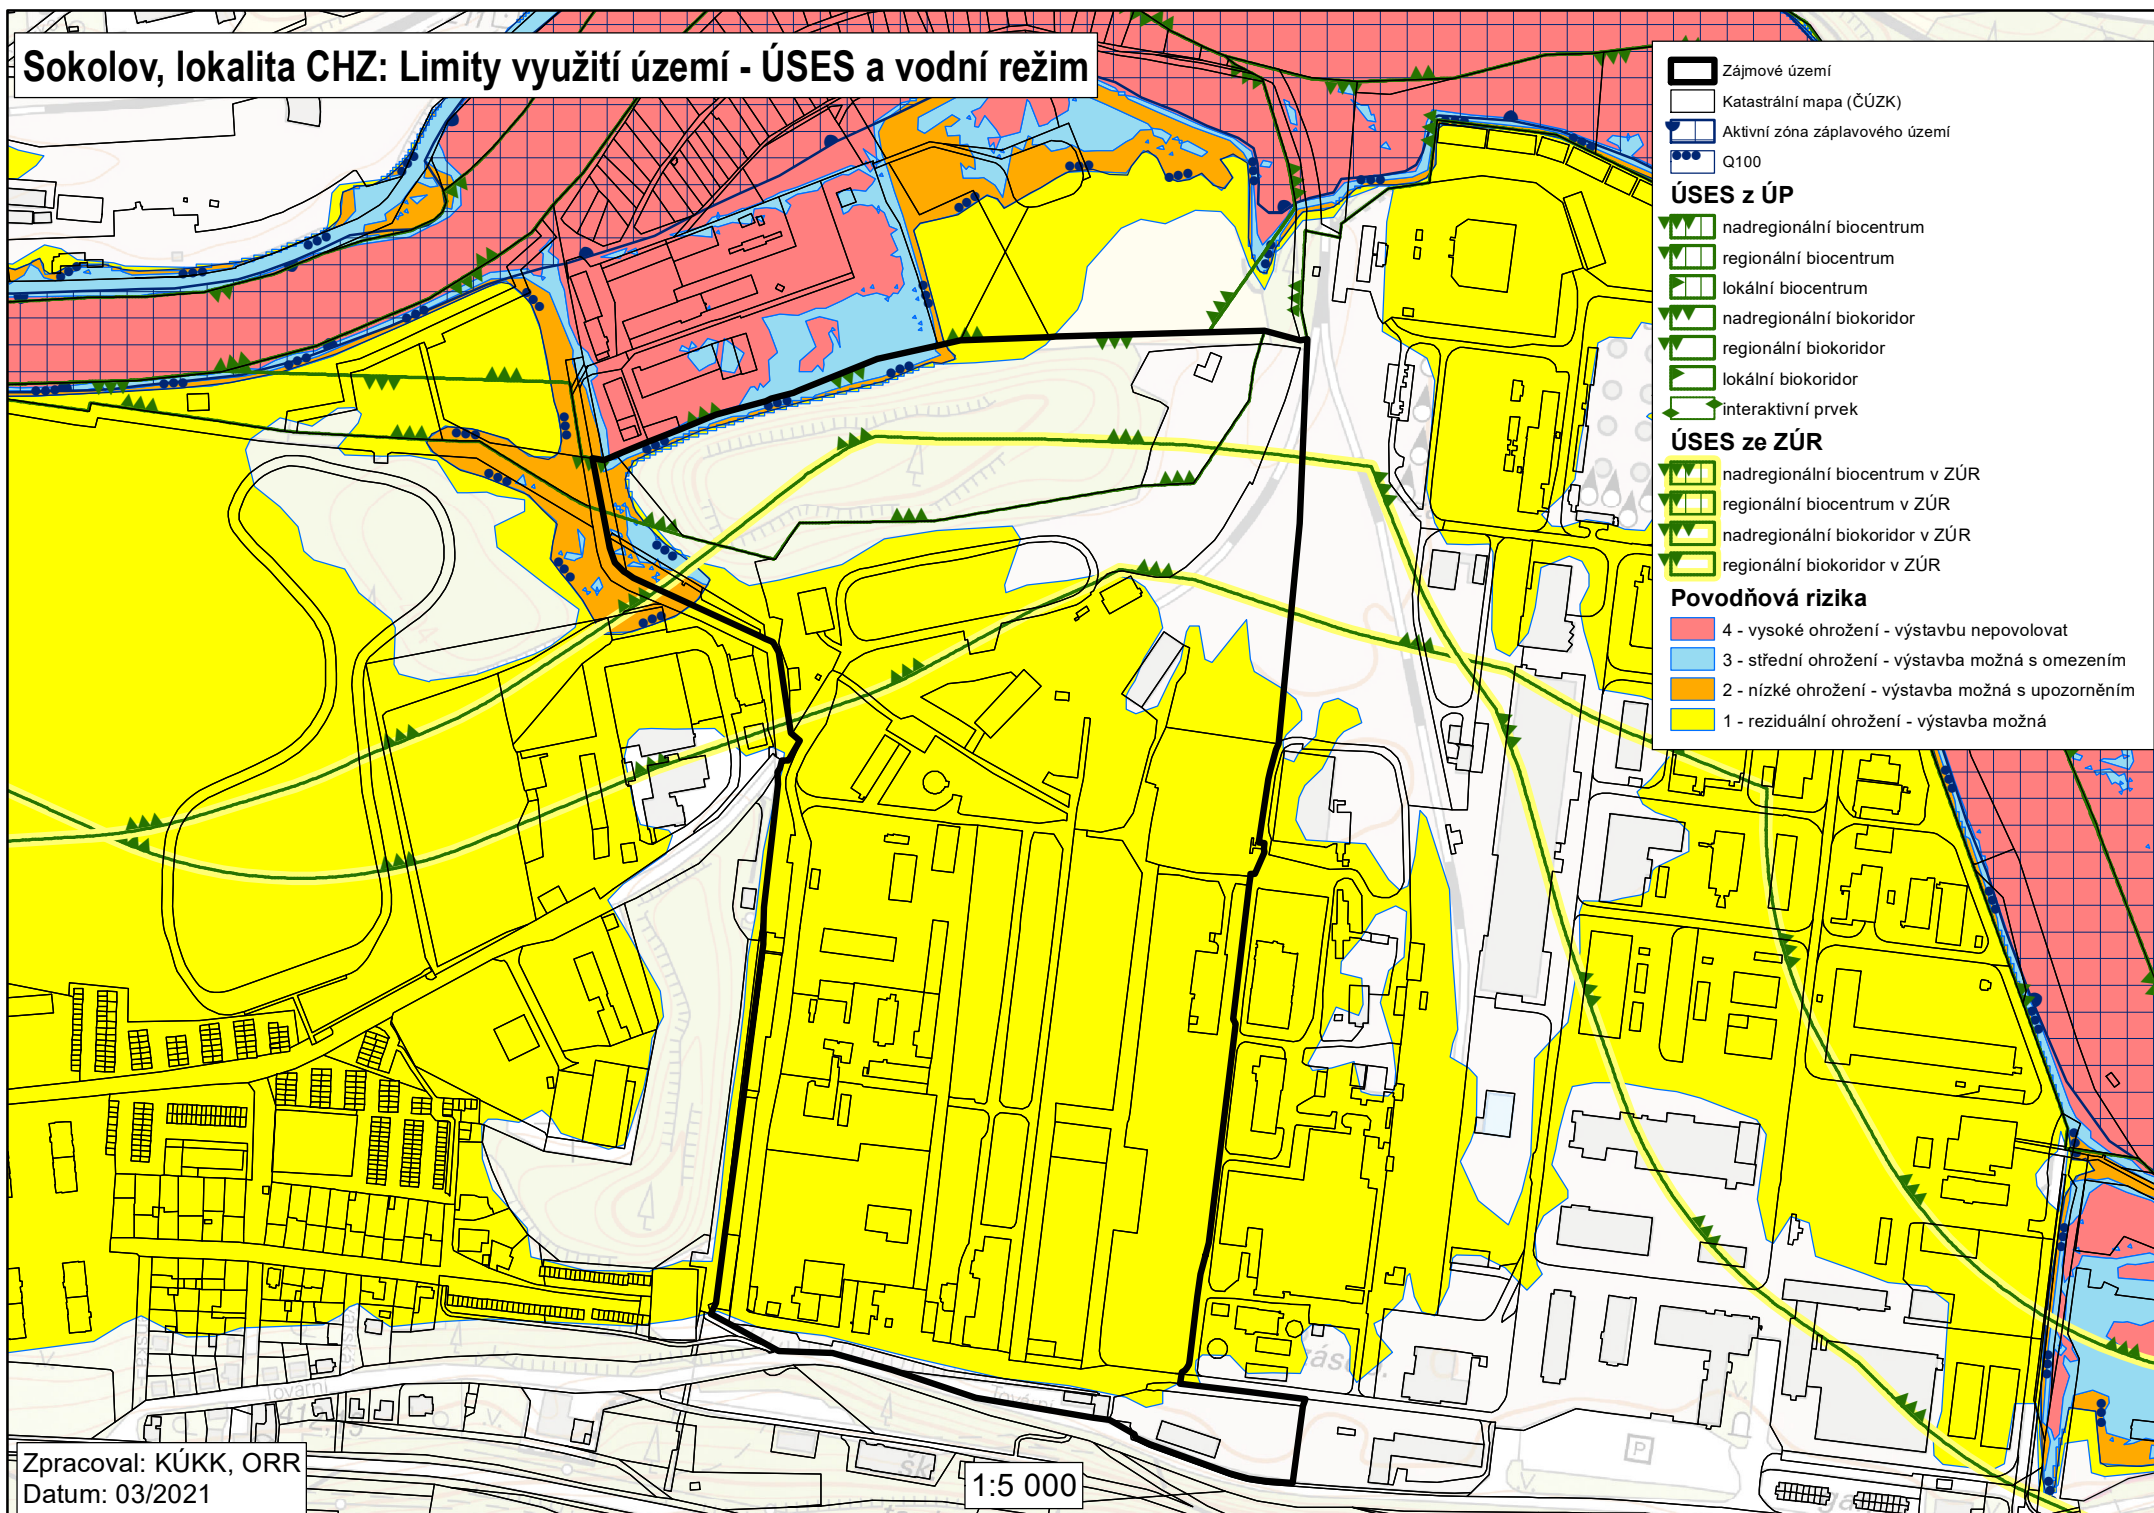 Sokolov, lokalita CHZ: Limity využití území - ÚSES a vodní režim
Zájmové území
Katastrální mapa (ČÚZK)
Aktivní zóna záplavového území
Q100
ÚSES z ÚP
nadregionální biocentrum
regionální biocentrum
lokální biocentrum
nadregionální biokoridor
regionální biokoridor
lokální biokoridor
interaktivní prvek
ÚSES ze ZÚR
nadregionální biocentrum v ZÚR
regionální biocentrum v ZÚR
nadregionální biokoridor v ZÚR
regionální biokoridor v ZÚR
Povodňová rizika
4 - vysoké ohrožení - výstavbu nepovolovat
3 - střední ohrožení - výstavba možná s omezením
2 - nízké ohrožení - výstavba možná s upozorněním
1 - reziduální ohrožení - výstavba možná
Tovární
P
Zpracoval: KÚKK, ORR
Datum: 03/2021
1:5 000